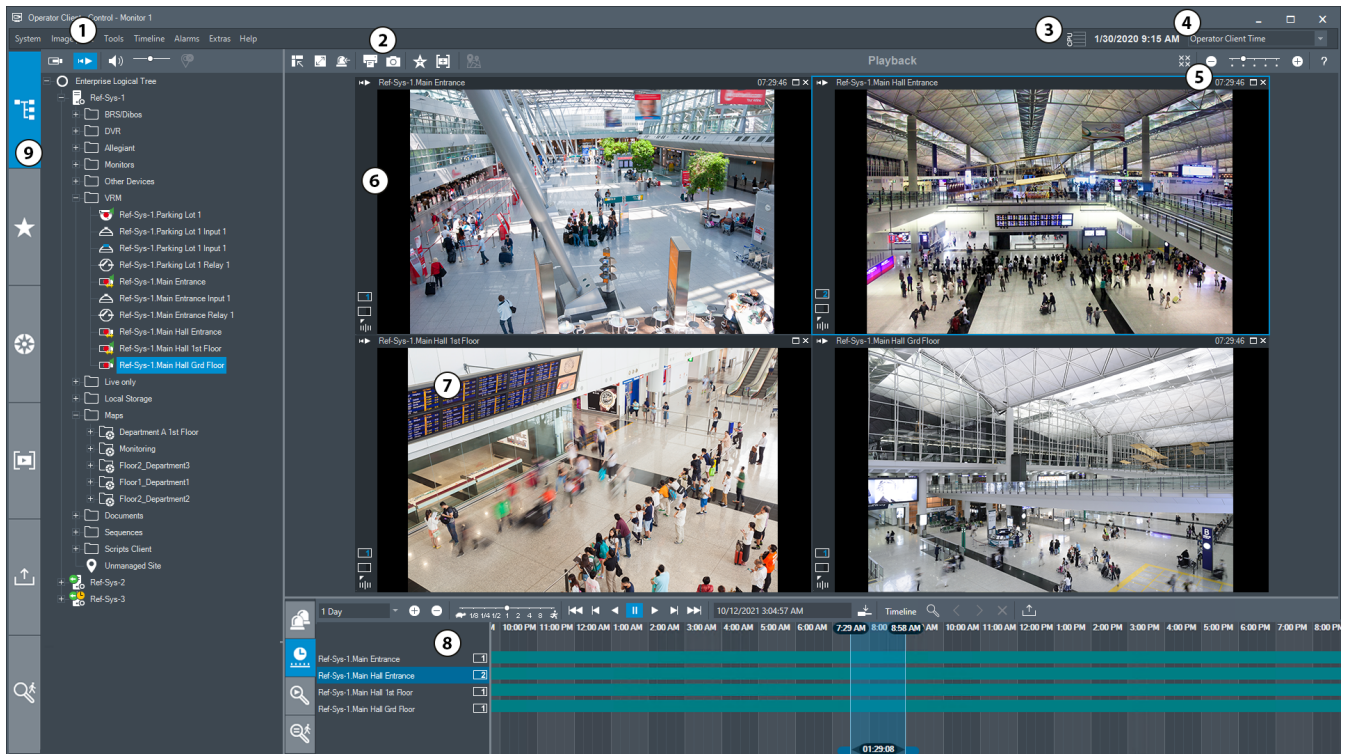 Operator Client - Control - Monitor 1
1
2
3
4
System Image Tools Timeline Alarms Extras Help
1/30/2020 9:15 AM Operator Client Time
Playback
5
?
Enterprise Logical Tree
Ref-Sys-1
BRS/Dibos
DVR
Allegiant
Monitors
Other Devices
VRM
Ref-Sys-1.Parking Lot 1
Ref-Sys-1.Parking Lot 1 Input 1
Ref-Sys-1.Parking Lot 1 Input 1
Ref-Sys-1.Parking Lot 1 Relay 1
Ref-Sys-1.Main Entrance
Ref-Sys-1.Main Entrance Input 1
Ref-Sys-1.Main Entrance Relay 1
Ref-Sys-1.Main Hall Entrance
Ref-Sys-1.Main Hall 1st Floor
Ref-Sys-1.Main Hall Grd Floor
Live only
Local Storage
Maps
Department A 1st Floor
Monitoring
Floor2_Department3
Floor1_Department1
Floor2_Department2
Documents
Sequences
Scripts Client
Unmanaged Site
Ref-Sys-2
Ref-Sys-3
9
Ref-Sys-1.Main Entrance 07:29:46
Ref-Sys-1.Main Hall Entrance 07:29:46
6
1
2
Ref-Sys-1.Main Hall 1st Floor
Ref-Sys-1.Main Hall Grd Floor 07:29:46
7
1
1
B
1 Day
1/8 1/4 1/2 1 2 4 8
10/12/2021 3:04:57 AM
Timeline
8
10:00 PM 11:00 PM 12:00 AM 1:00 AM 2:00 AM 3:00 AM 4:00 AM 5:00 AM 6:00 AM 7:29 AM 8:00 8:58 AM AM 10:00 AM 11:00 AM 12:00 PM 1:00 PM 2:00 PM 3:00 PM 4:00 PM 5:00 PM 6:00 PM 7:00 PM 8:00 PM
Ref-Sys-1.Main Entrance 1
Ref-Sys-1.Main Hall Entrance 2
Ref-Sys-1.Main Hall 1st Floor 1
Ref-Sys-1.Main Hall Grd Floor 1
01:29:08